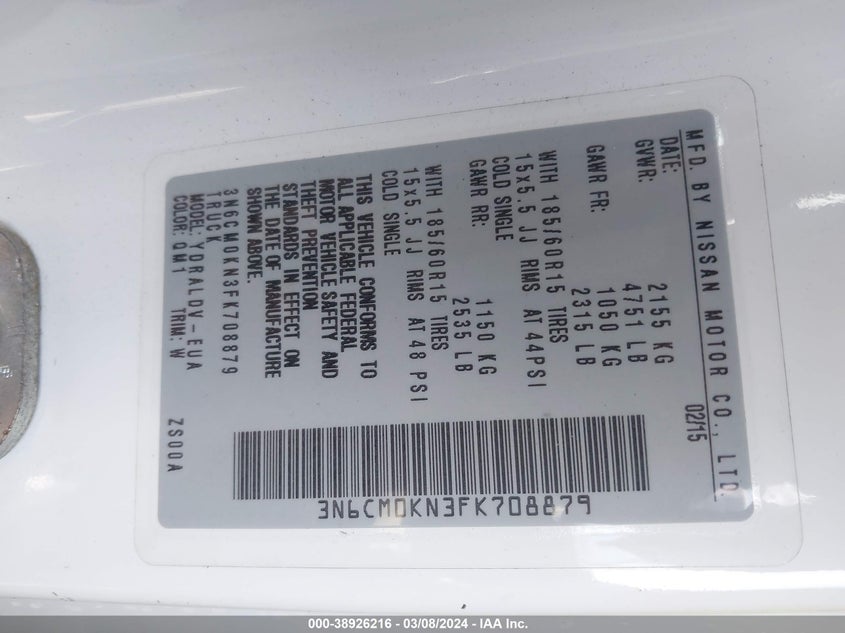 MFD. BY NISSAN MOTOR CO., LTD.
DATE: 02/15
GVWR: 2155 KG
4751 LB
GAWR FR: 1050 KG
2315 LB
WITH 185/60R15 TIRES
15x5.5 JJ RIMS AT 44PSI
COLD SINGLE
GAWR RR: 1150 KG
2535 LB
WITH 185/60R15 TIRES
15x5.5 JJ RIMS AT 48 PSI
COLD SINGLE
THIS VEHICLE CONFORMS TO
ALL APPLICABLE FEDERAL
MOTOR VEHICLE SAFETY AND
THEFT PREVENTION
STANDARDS IN EFFECT ON
THE DATE OF MANUFACTURE
SHOWN ABOVE.
3N6CM0KN3FK708879
TRUCK
MODEL: YDRALDV-EUA
COLOR: QM1 TRIM: W ZS00A
3N6CM0KN3FK708879
000-38926216 - 03/08/2024 - IAA Inc.